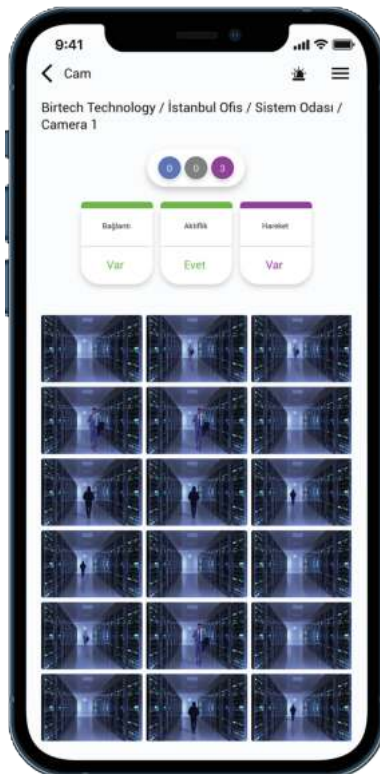 9:41
Cam
Birtech Technology / İstanbul Ofis / Sistem Odası /
Camera 1
0 0 3
Bağlantı Aktiflik Hareket
Var Evet Var